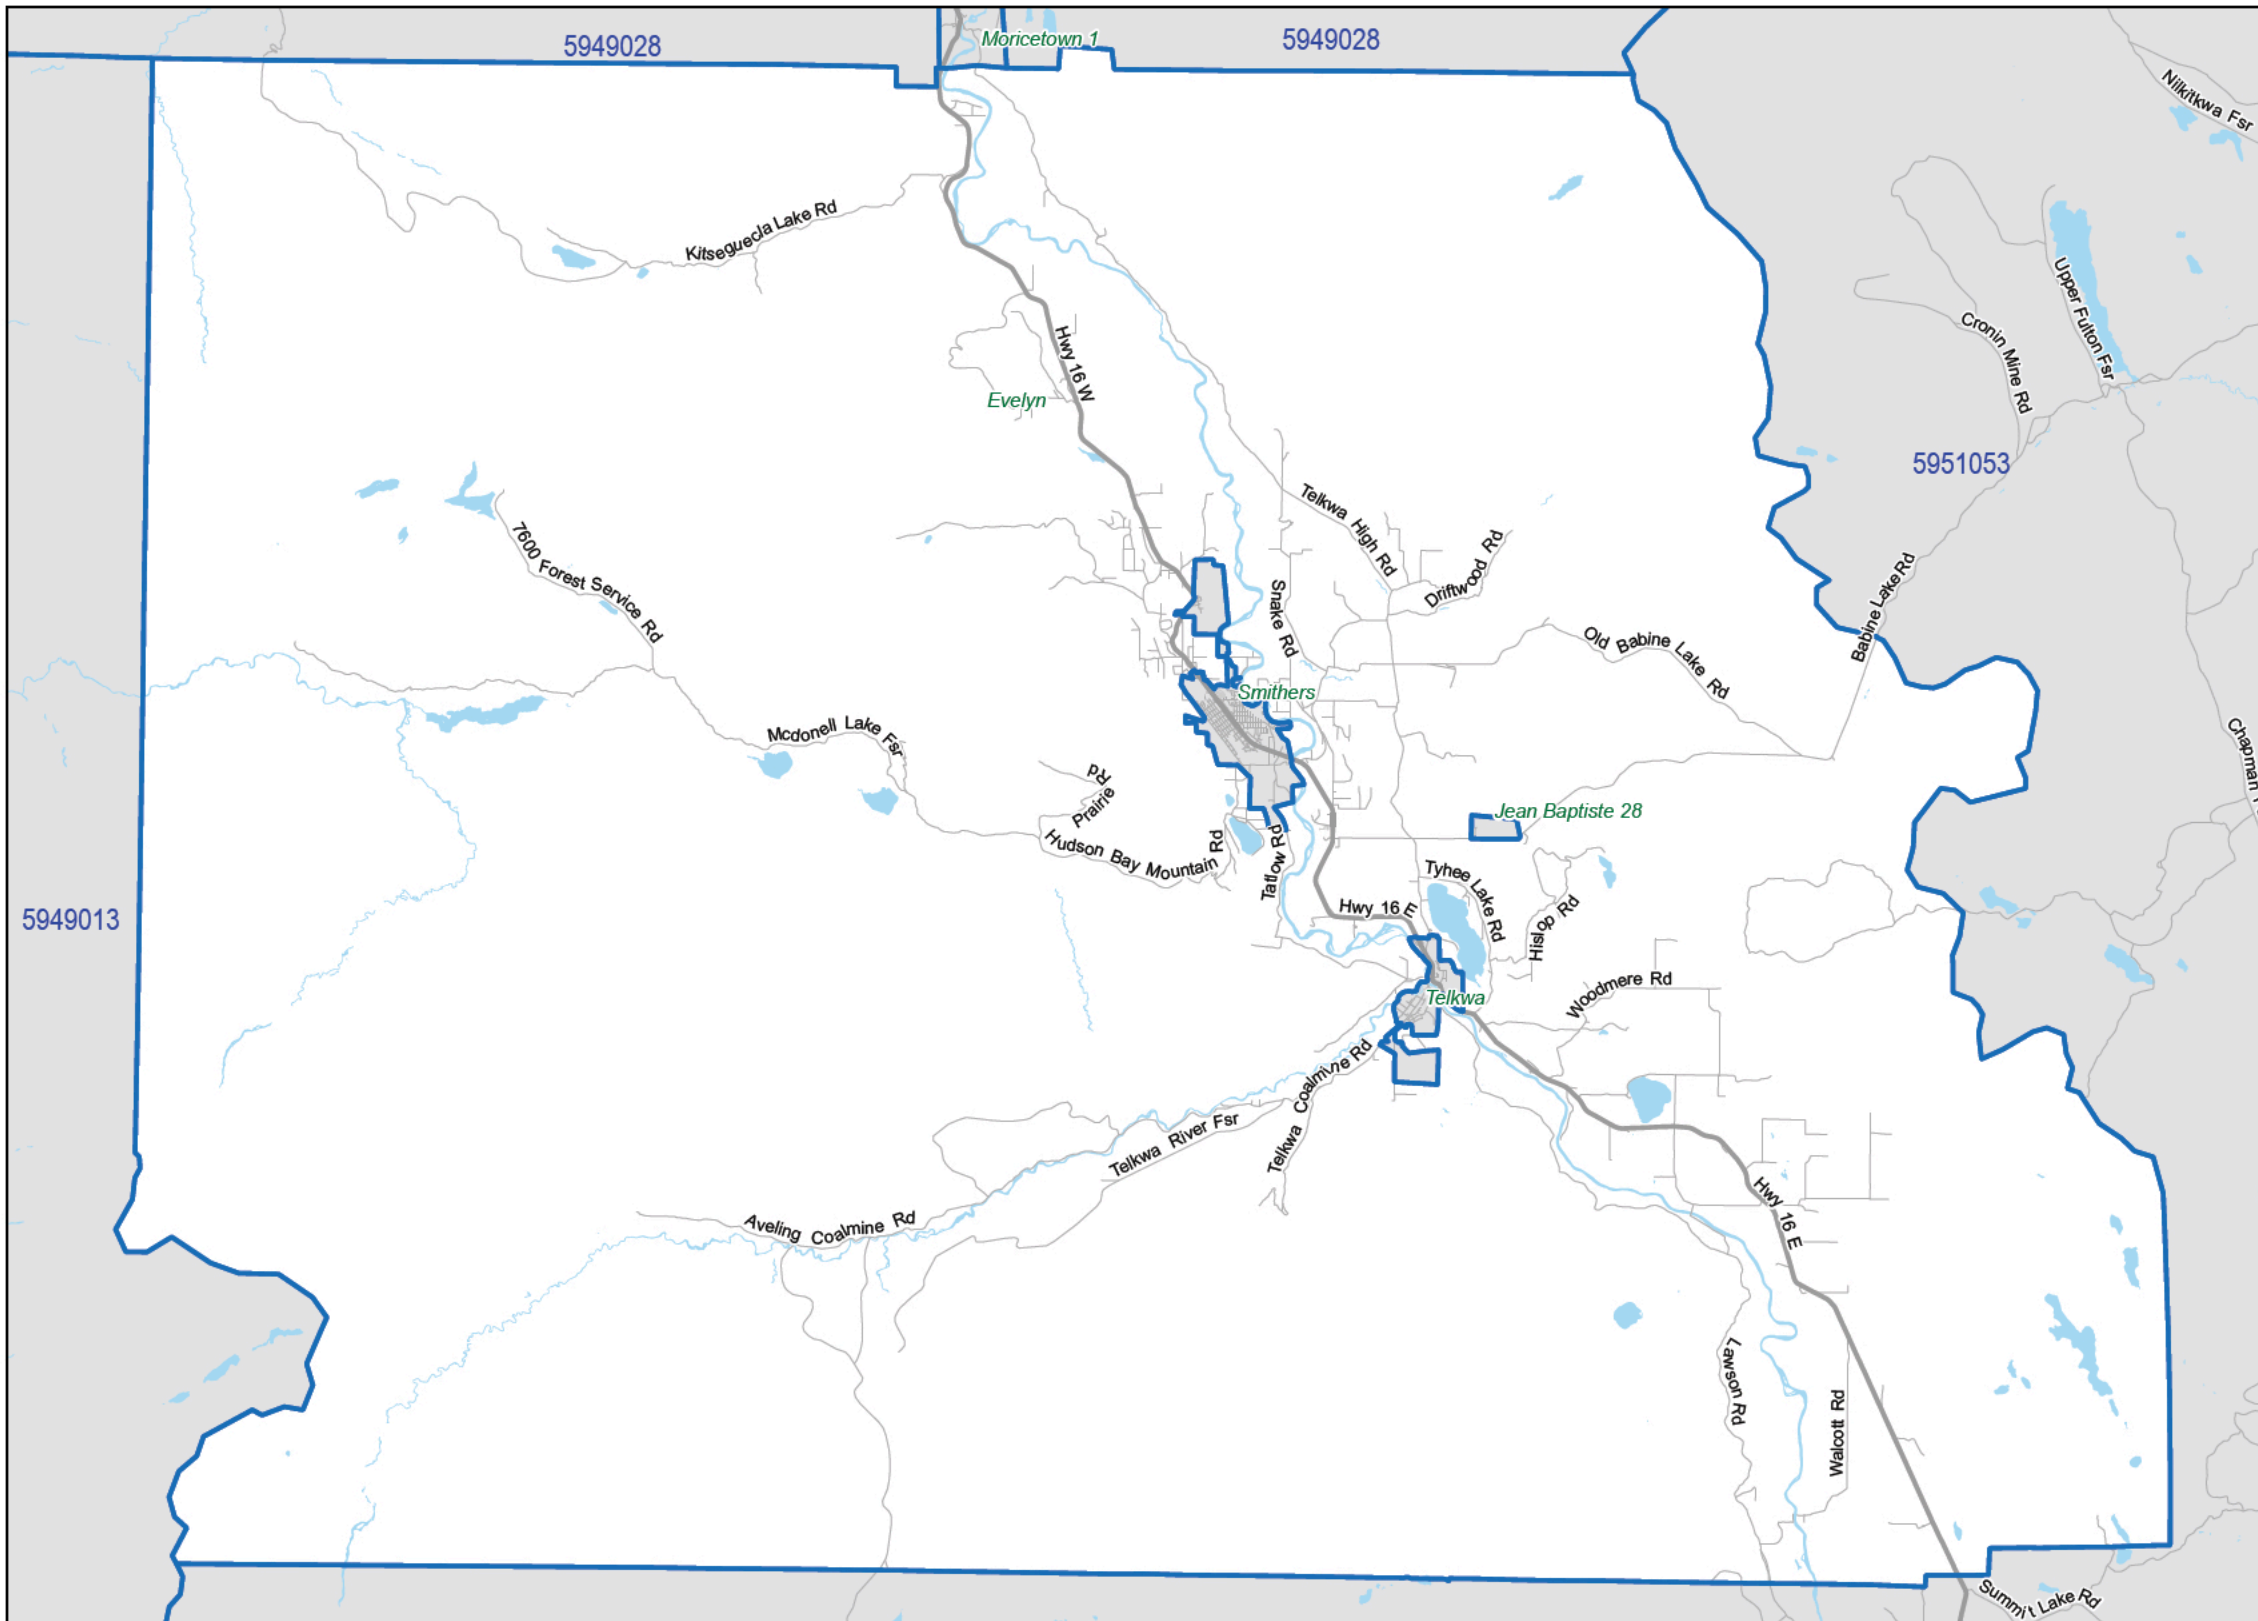 5949028
Moricetown 1
5949028
Nilkitkwa Fsr
Kitseguecla Lake Rd
Upper Fulton Fsr
Cronin Mine Rd
Hwy 16 W
Evelyn
5951053
Telkwa High Rd
7600 Forest Service Rd
Driftwood Rd
Snake Rd
Babine Lake Rd
Old Babine Lake Rd
Smithers
Mcdonell Lake Fsr
Chapman
Prairie Rd
Jean Baptiste 28
Hudson Bay Mountain Rd
Tatlow Rd
Tyhee Lake Rd
5949013
Hwy 16 E
Hislop Rd
Woodmere Rd
Telkwa
Telkwa Coalmine Rd
Telkwa River Fsr
Aveling Coalmine Rd
Hwy 16 E
Lawson Rd
Walcott Rd
Summit Lake Rd